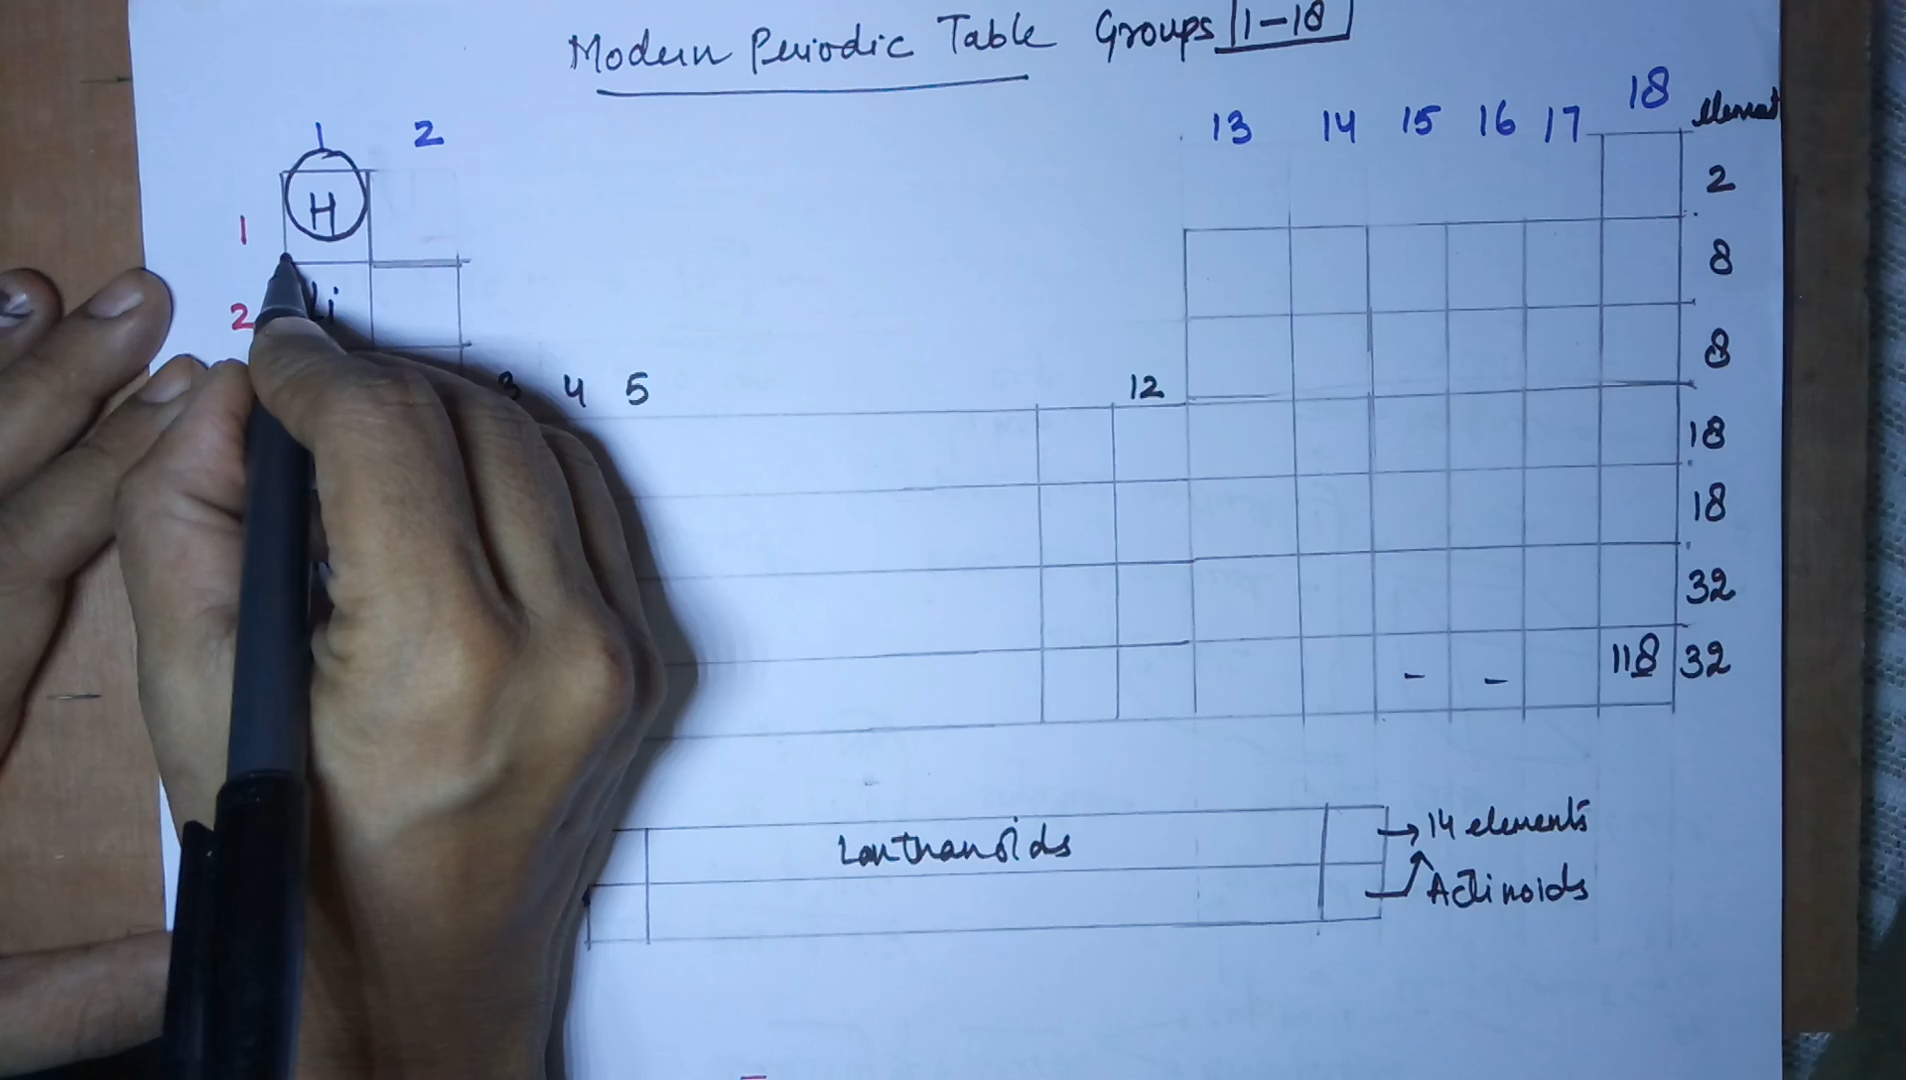 Modern Periodic Table Groups 1-18
1 2 13 14 15 16 17 18
H 2
1
8
Li
2
8
3 4 5 12
18
18
32
- - 118 32
Lanthanoids → 14 elements
Actinoids